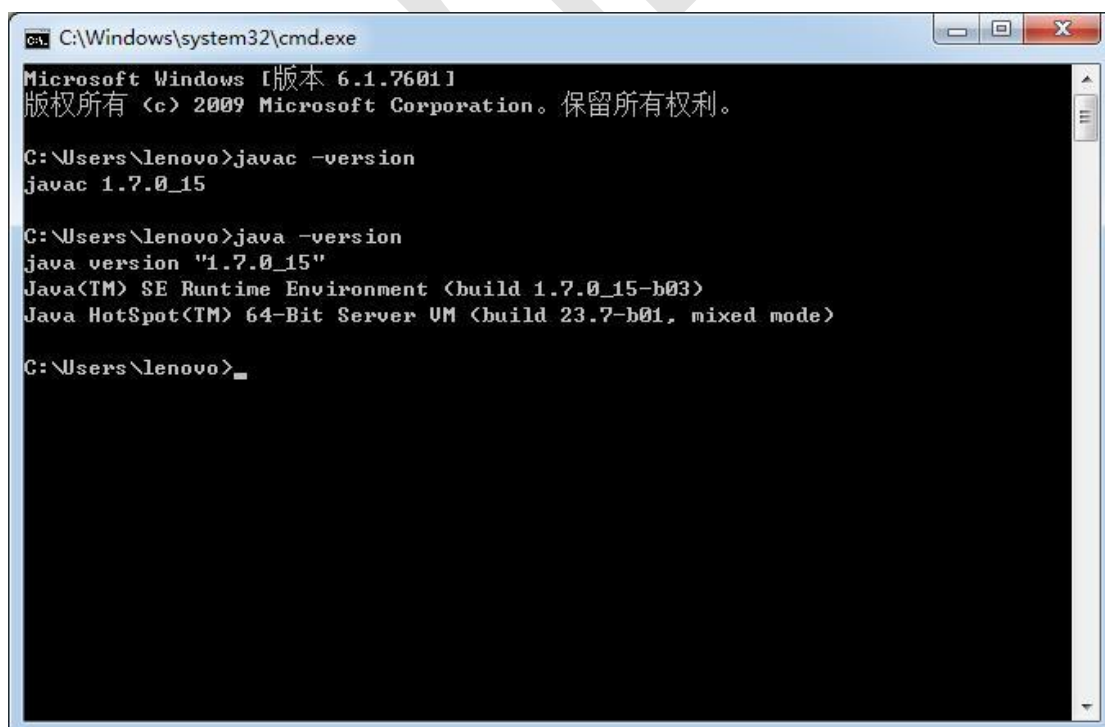 C:\Windows\system32\cmd.exe
Microsoft Windows [版本 6.1.7601]
版权所有 (c) 2009 Microsoft Corporation。保留所有权利。
C:\Users\lenovo>javac -version
javac 1.7.0_15
C:\Users\lenovo>java -version
java version "1.7.0_15"
Java(TM) SE Runtime Environment (build 1.7.0_15-b03)
Java HotSpot(TM) 64-Bit Server VM (build 23.7-b01, mixed mode)
C:\Users\lenovo>_